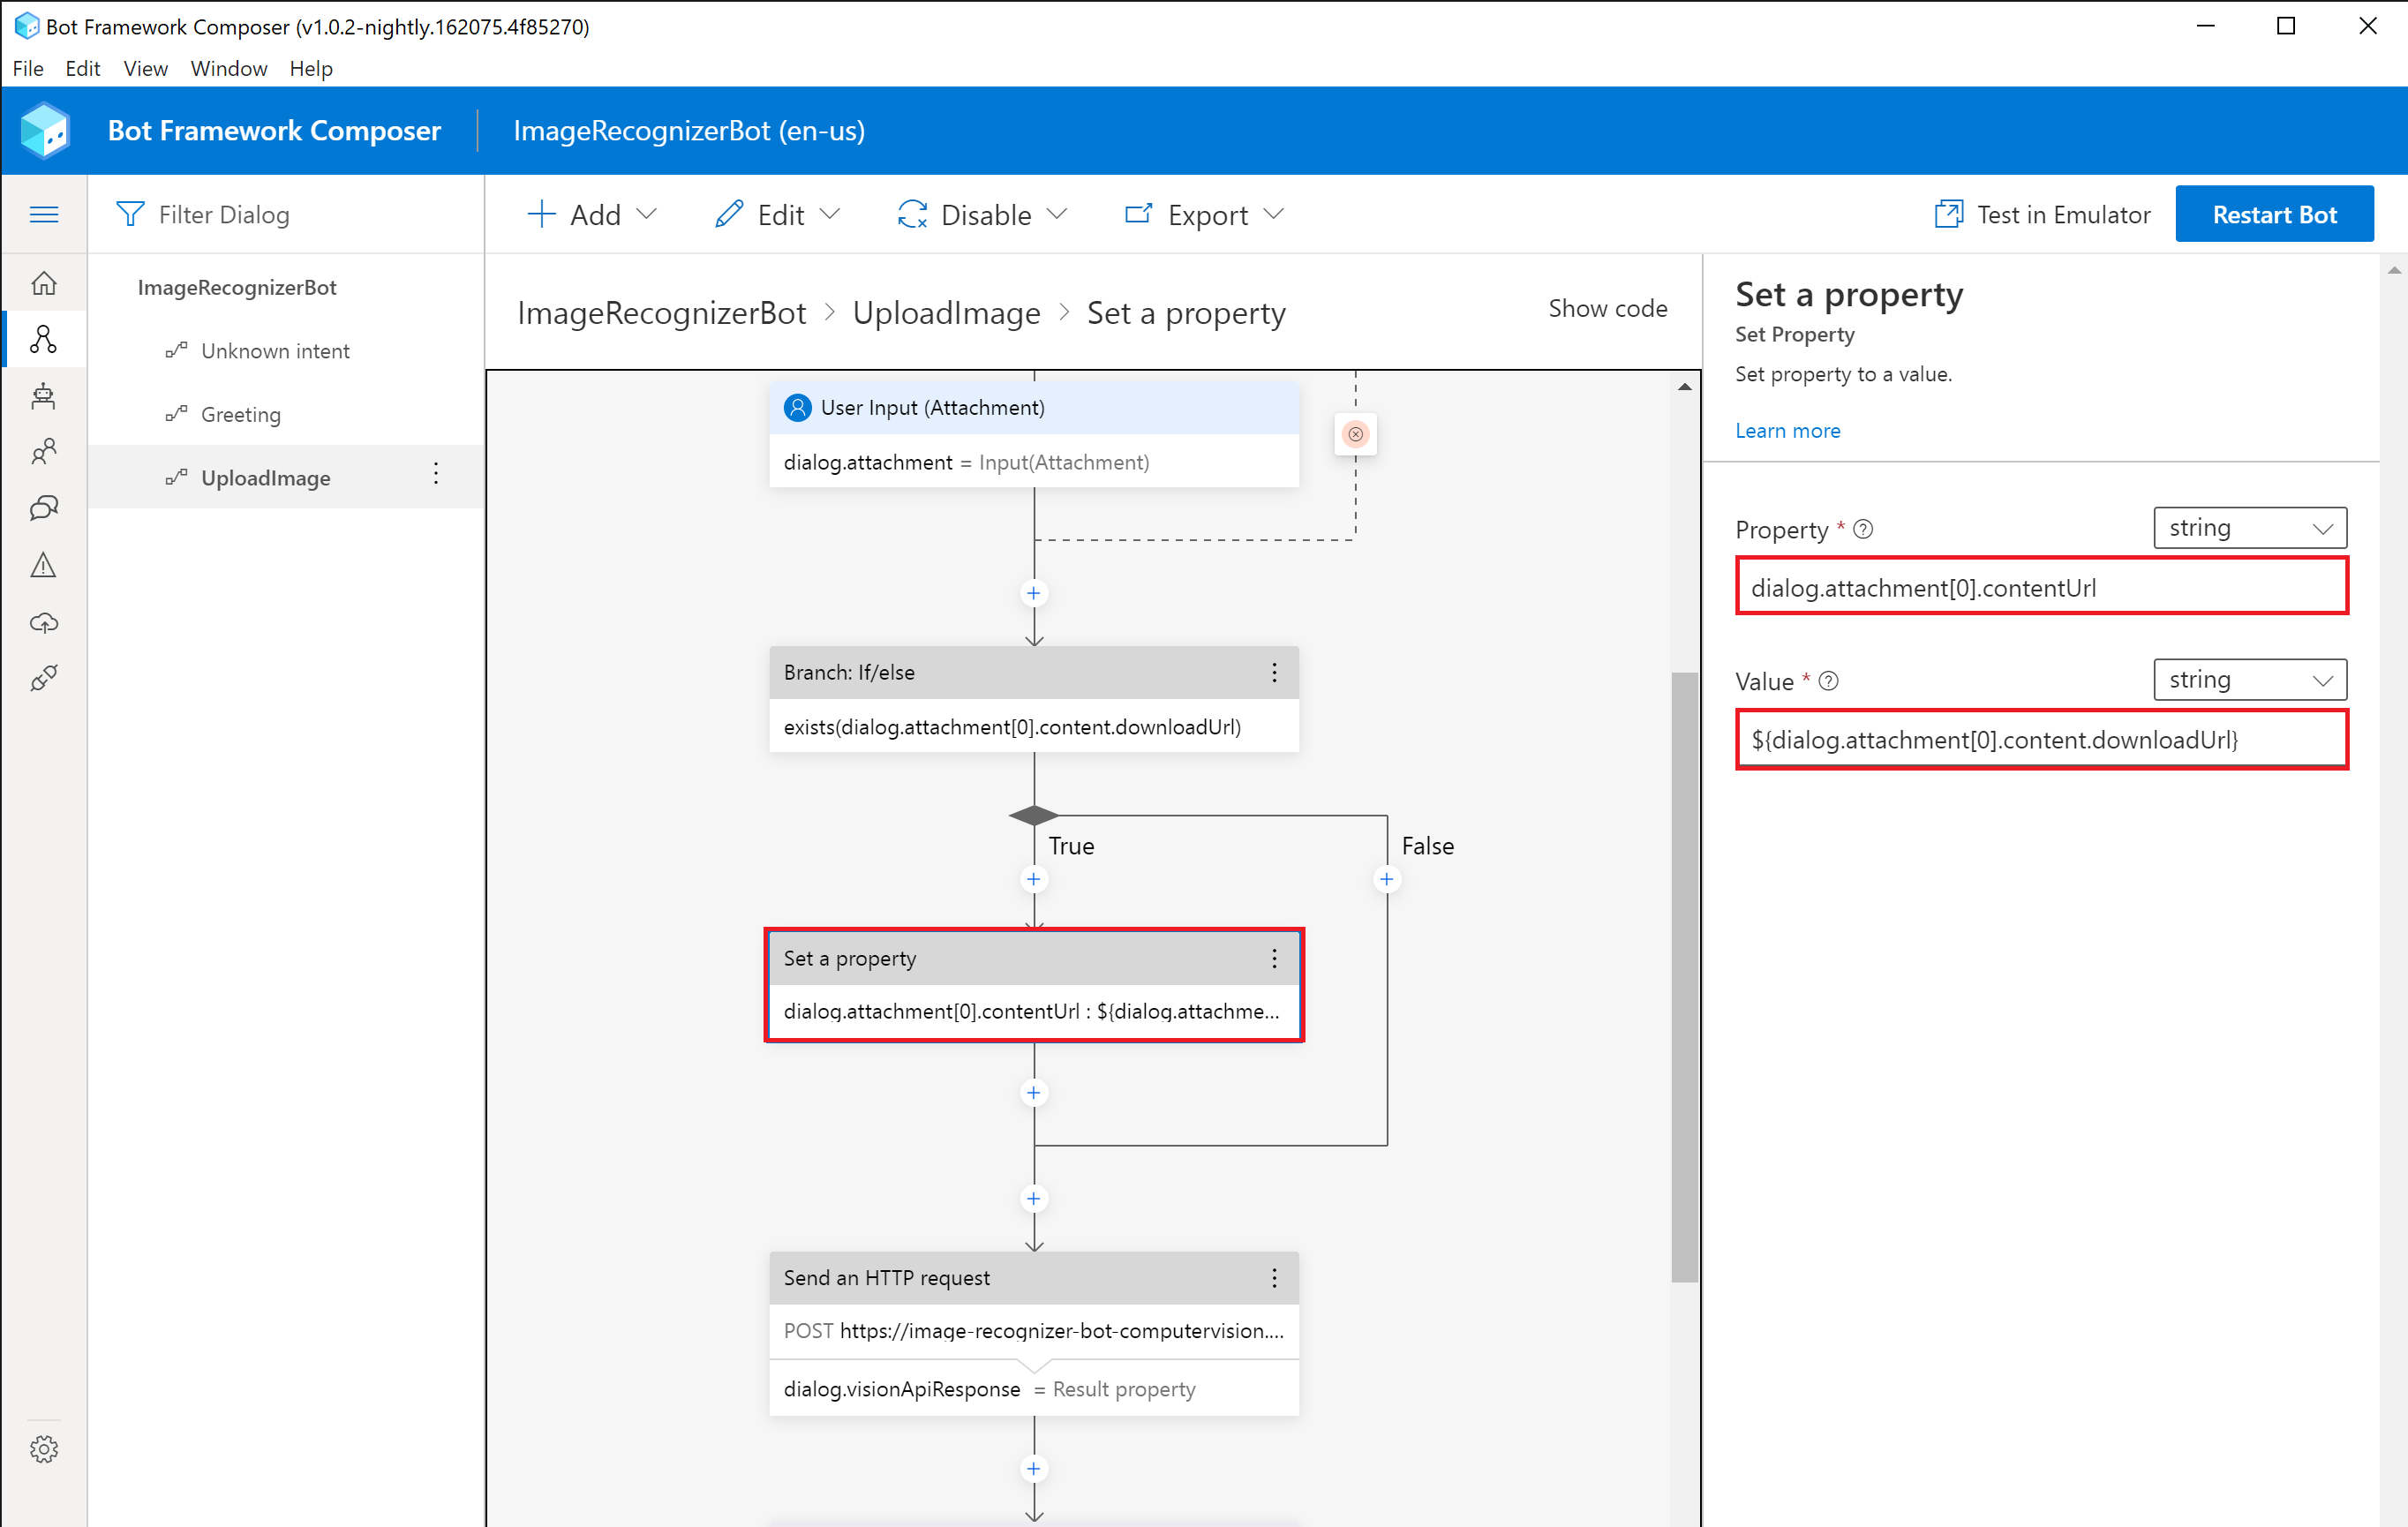 Bot Framework Composer (v1.0.2-nightly.162075.4f85270)
File Edit View Window Help
Bot Framework Composer ImageRecognizerBot (en-us)
Filter Dialog
Add Edit Disable Export Test in Emulator Restart Bot
ImageRecognizerBot
Unknown intent
Greeting
UploadImage
ImageRecognizerBot > UploadImage > Set a property
Show code
User Input (Attachment)
dialog.attachment = Input(Attachment)
Branch: If/else
exists(dialog.attachment[0].content.downloadUrl)
True
False
Set a property
dialog.attachment[0].contentUrl : ${dialog.attachme...
Send an HTTP request
POST https://image-recognizer-bot-computervision....
dialog.visionApiResponse = Result property
Set a property
Set Property
Set property to a value.
Learn more
Property * string
dialog.attachment[0].contentUrl
Value * string
${dialog.attachment[0].content.downloadUrl}